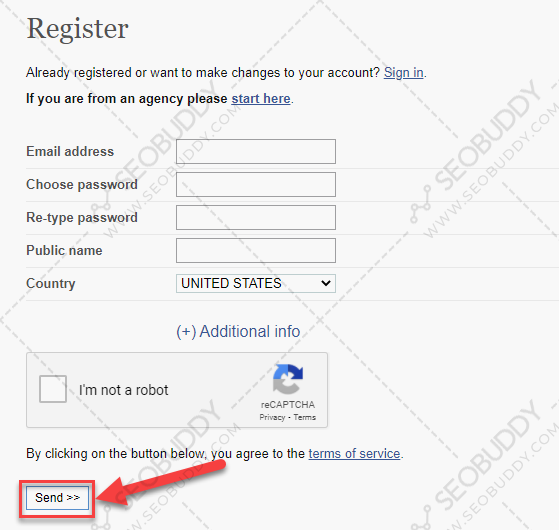 Register
Already registered or want to make changes to your account? Sign in.
If you are from an agency please start here.
Email address
Choose password
Re-type password
Public name
Country UNITED STATES
(+) Additional info
I'm not a robot
reCAPTCHA
Privacy - Terms
By clicking on the button below, you agree to the terms of service.
Send >>
SEOBUDDY
WWW.SEOBUDDY.COM
SEOBUDDY
WWW.SEOBUDDY.COM
SEOBUDDY
WWW.SEOBUDDY.COM
SEOBUDDY
WWW.SEOBUDDY.COM